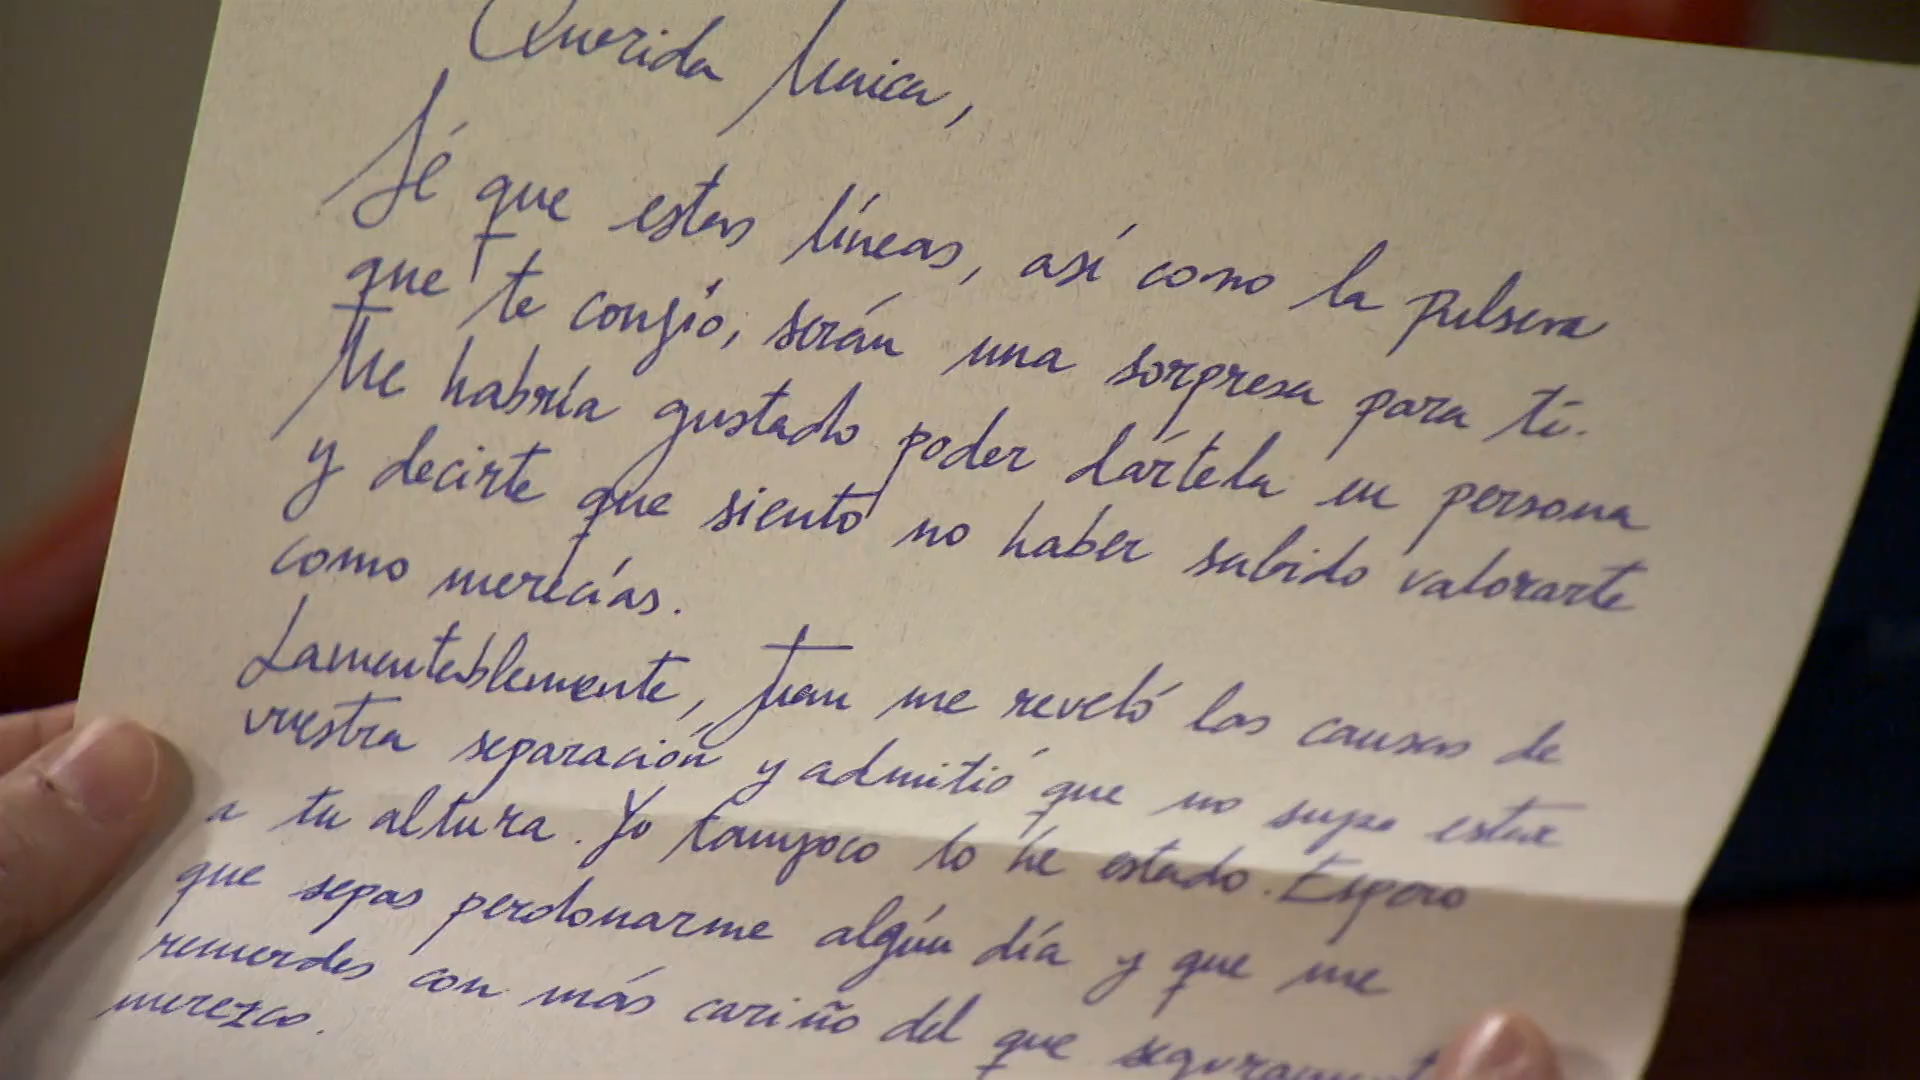 Querida Maica,
Sé que estas líneas, así como la pulsera
que te confío, serán una sorpresa para ti.
Me habría gustado poder dártela en persona
y decirte que siento no haber sabido valorarte
como merecías.
Lamentablemente, Juan me reveló las causas de
vuestra separación y admitió que no supo estar
a tu altura. Yo tampoco lo he estado. Espero
que sepas perdonarme algún día y que me
recuerdes con más cariño del que
merezco.